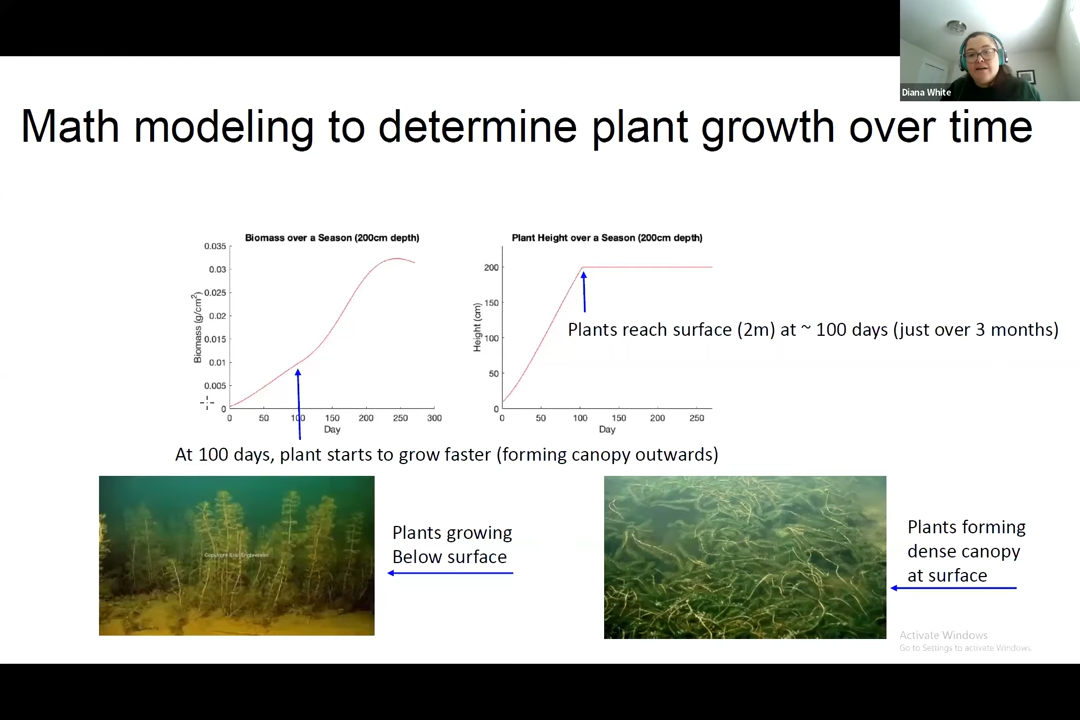 Diana White
Math modeling to determine plant growth over time
Biomass over a Season (200cm depth)
0.035
0.03
0.025
0.02
0.015
0.01
0.005
0
Biomass (g/cm²)
0 50 100 150 200 250 300
Day
Plant Height over a Season (200cm depth)
200
150
100
50
0
Height (cm)
0 50 100 150 200 250
Day
Plants reach surface (2m) at ~ 100 days (just over 3 months)
At 100 days, plant starts to grow faster (forming canopy outwards)
Plants growing
Below surface
Plants forming
dense canopy
at surface
Activate Windows
Go to Settings to activate Windows.